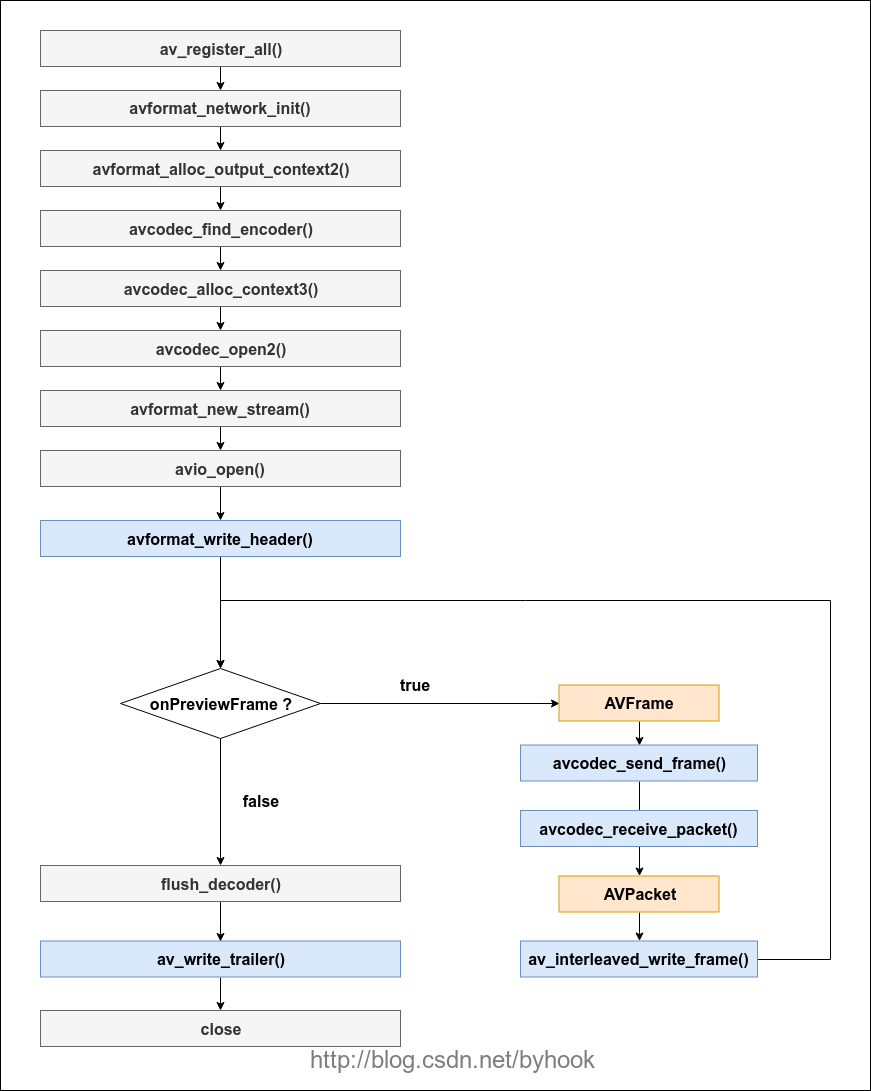 av_register_all()
avformat_network_init()
avformat_alloc_output_context2()
avcodec_find_encoder()
avcodec_alloc_context3()
avcodec_open2()
avformat_new_stream()
avio_open()
avformat_write_header()
onPreviewFrame ?
true
AVFrame
avcodec_send_frame()
avcodec_receive_packet()
AVPacket
av_interleaved_write_frame()
false
flush_decoder()
av_write_trailer()
close
http://blog.csdn.net/byhook